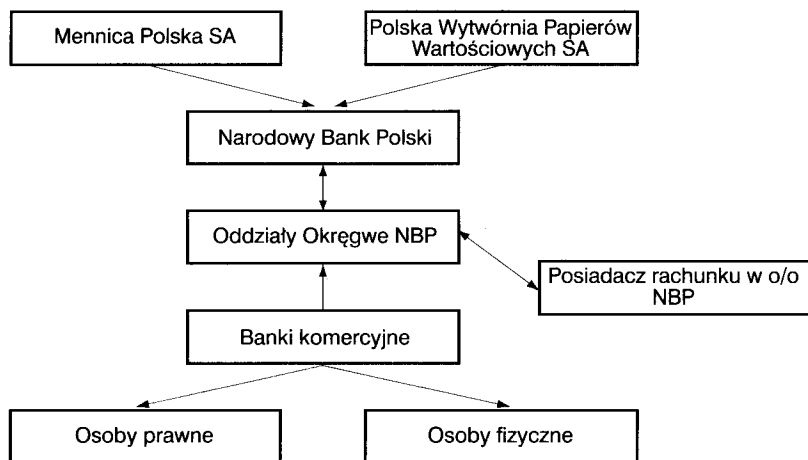 Mennica Polska SA
Polska Wytwórnia Papierów
Wartościowych SA
Narodowy Bank Polski
Oddziały Okręgwe NBP
Posiadacz rachunku w o/o
NBP
Banki komercyjne
Osoby prawne
Osoby fizyczne